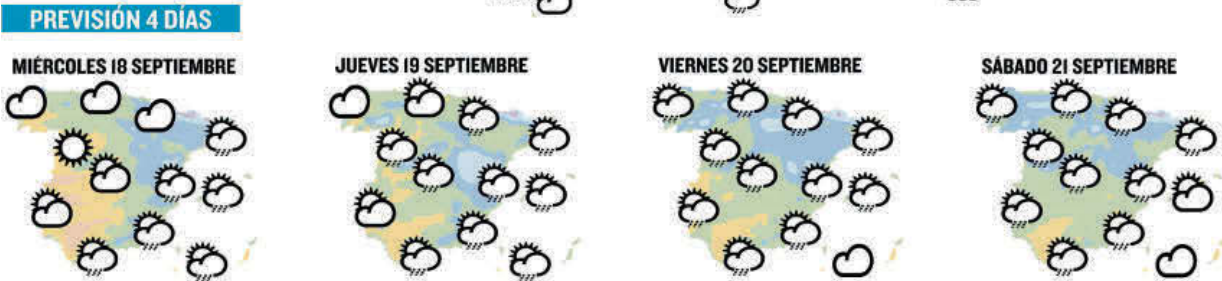 PREVISIÓN 4 DÍAS
MIÉRCOLES 18 SEPTIEMBRE
JUEVES 19 SEPTIEMBRE
VIERNES 20 SEPTIEMBRE
SÁBADO 21 SEPTIEMBRE